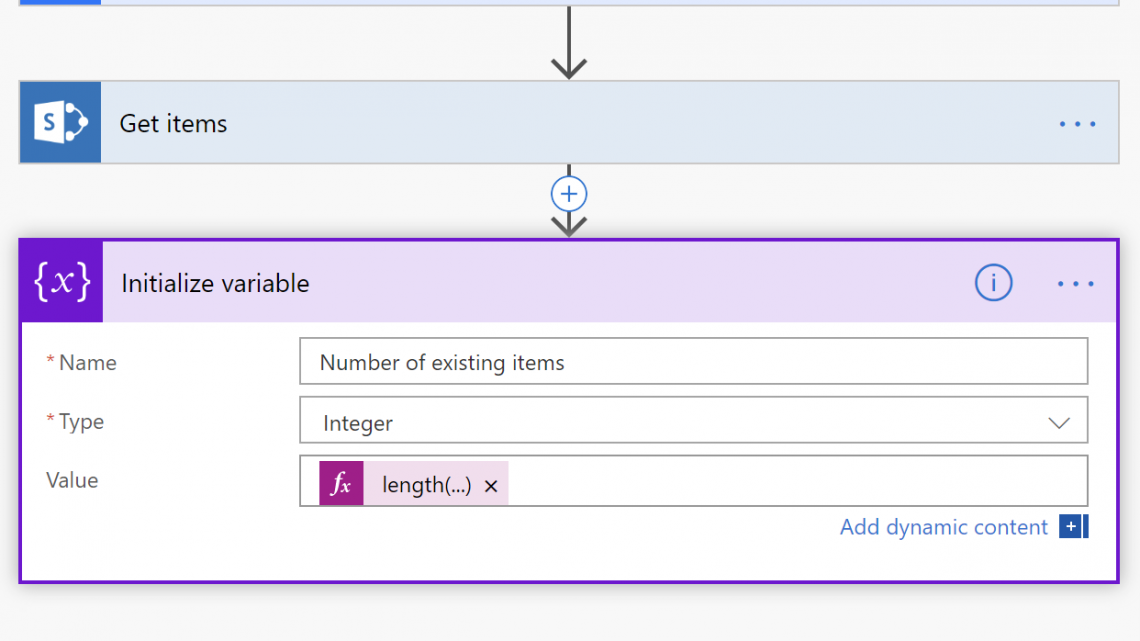 S
Get items
...
{x}
Initialize variable
i
...
* Name
Number of existing items
* Type
Integer
Value
fx
length(...) ×
Add dynamic content